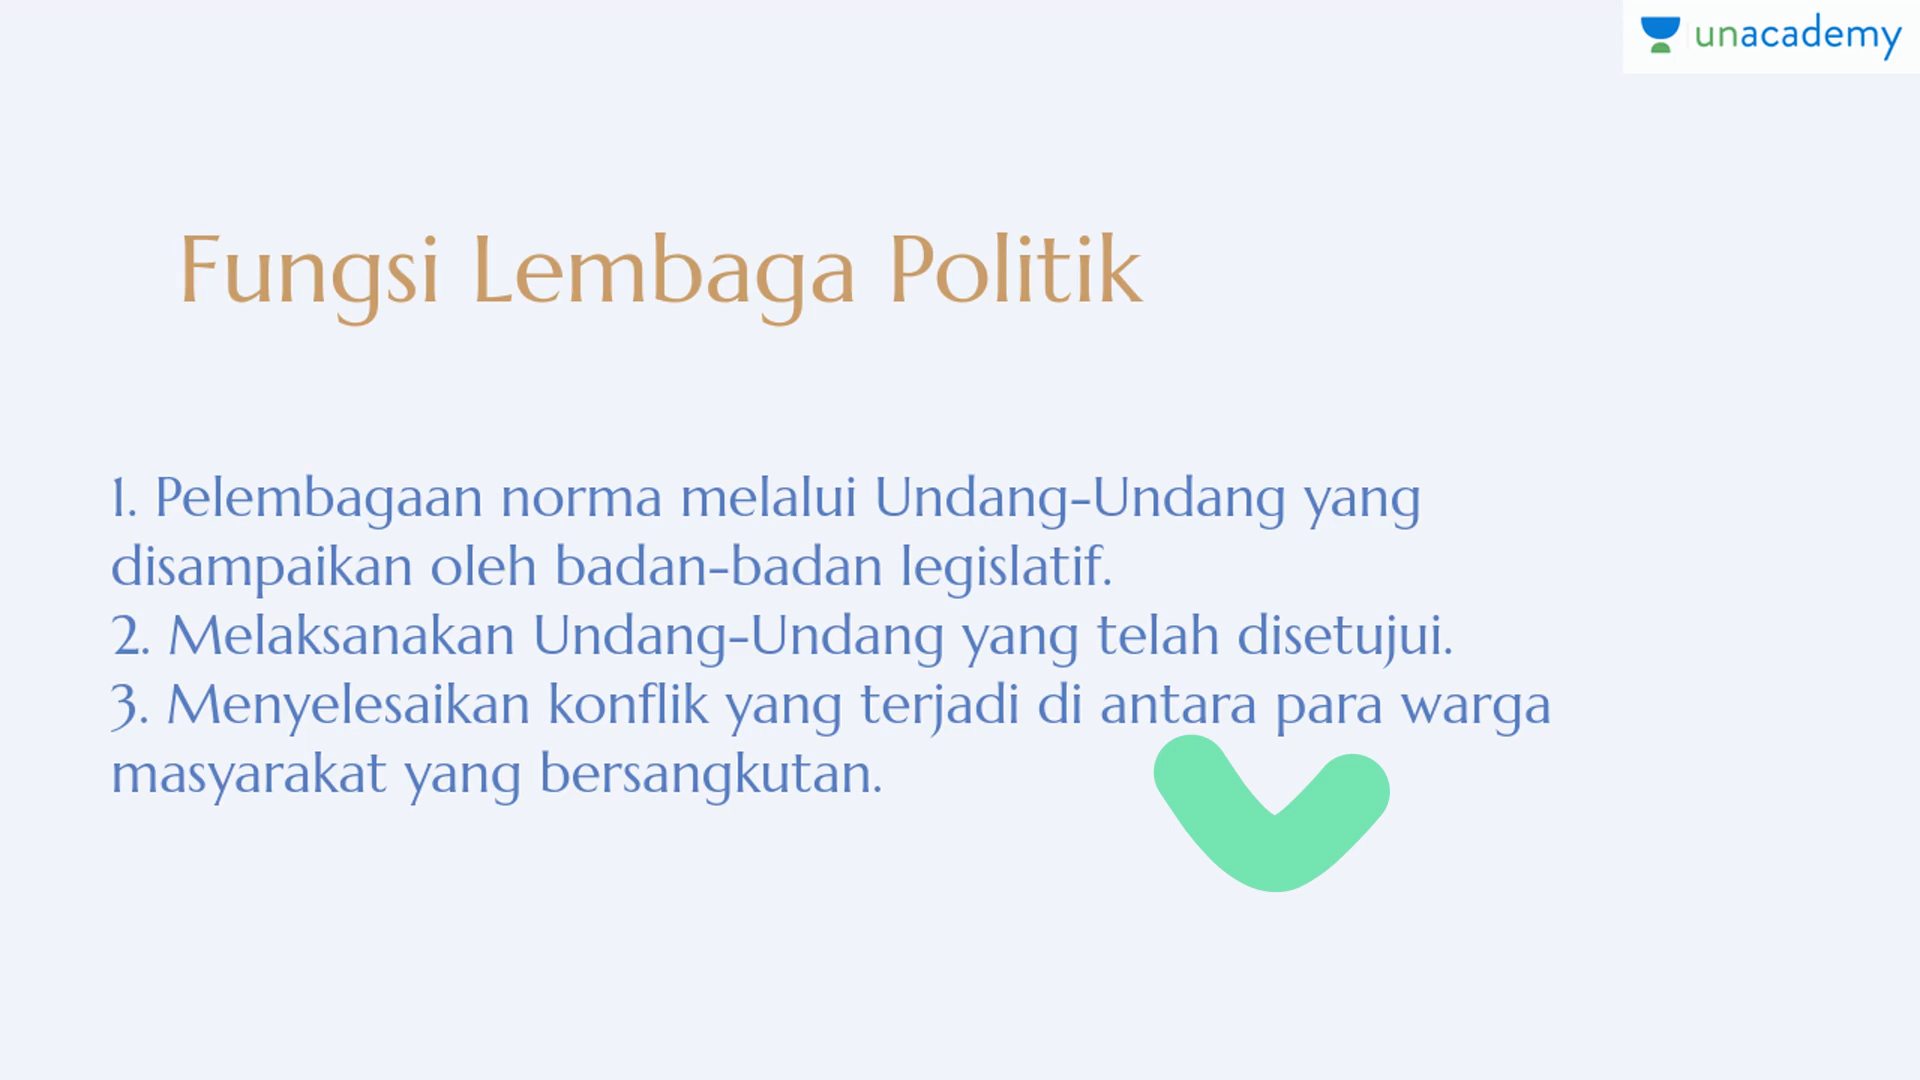 unacademy
Fungsi Lembaga Politik
1. Pelembagaan norma melalui Undang-Undang yang
disampaikan oleh badan-badan legislatif.
2. Melaksanakan Undang-Undang yang telah disetujui.
3. Menyelesaikan konflik yang terjadi di antara para warga
masyarakat yang bersangkutan.